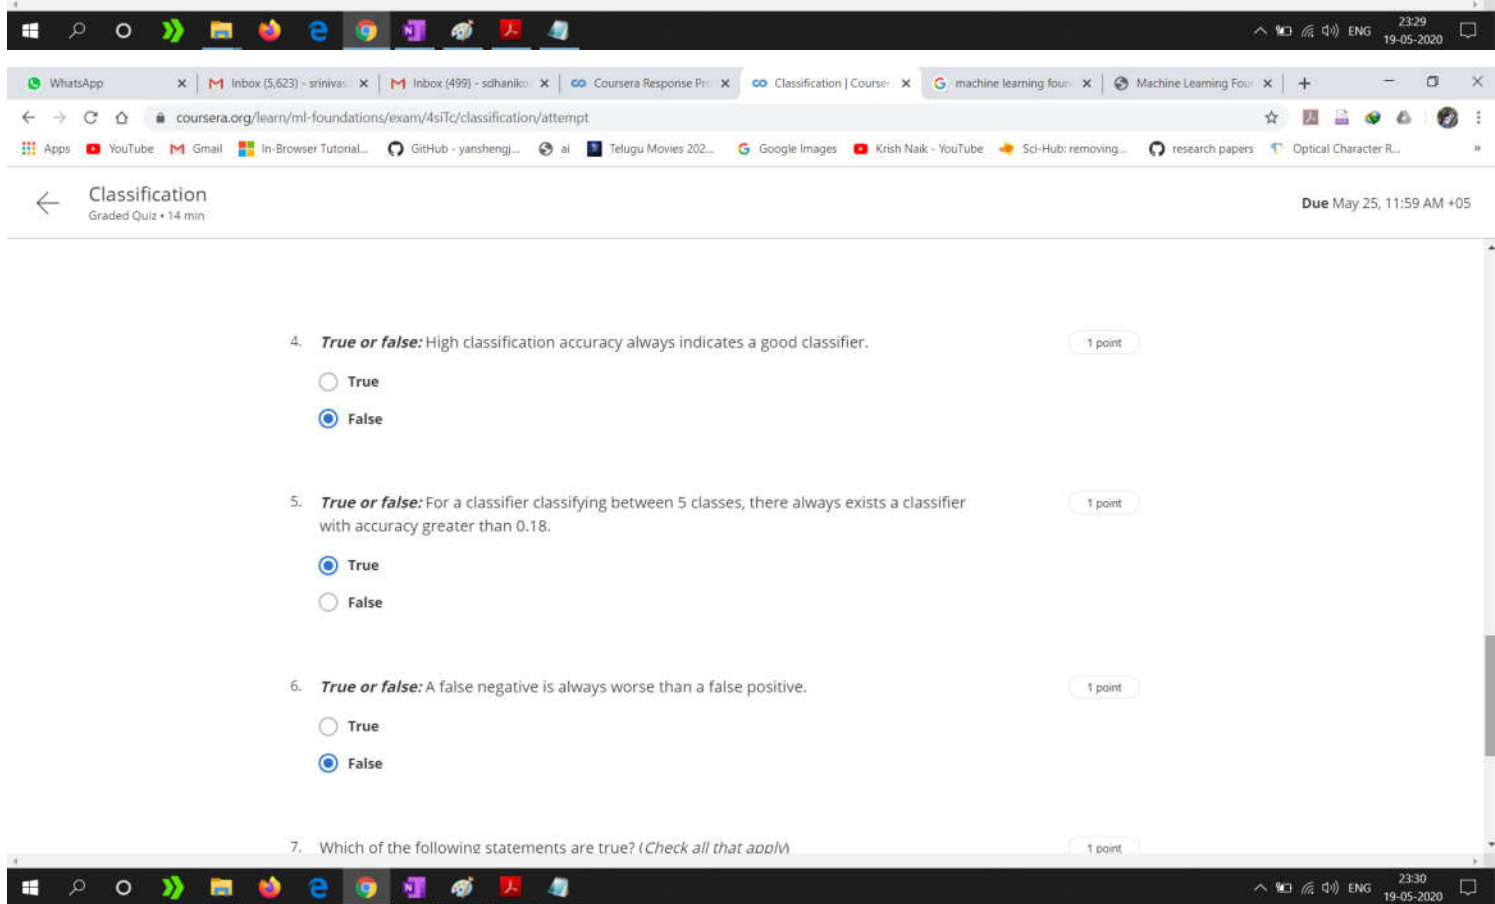 ENG
23:29
19-05-2020
WhatsApp
Inbox (5,623) - srinivas
Inbox (499) - sdhaniko
Coursera Response Pr
Classification | Courser
machine learning foun
Machine Learning Fou
coursera.org/learn/ml-foundations/exam/4siTc/classification/attempt
Apps
YouTube
Gmail
In-Browser Tutorial...
GitHub - yanshengj...
ai
Telugu Movies 202...
Google Images
Krish Naik - YouTube
Sci-Hub: removing...
research papers
Optical Character R...
Classification
Graded Quiz • 14 min
Due May 25, 11:59 AM +05
4. True or false: High classification accuracy always indicates a good classifier.
1 point
True
False
5. True or false: For a classifier classifying between 5 classes, there always exists a classifier
with accuracy greater than 0.18.
1 point
True
False
6. True or false: A false negative is always worse than a false positive.
1 point
True
False
7. Which of the following statements are true? (Check all that apply)
1 point
ENG
23:30
19-05-2020